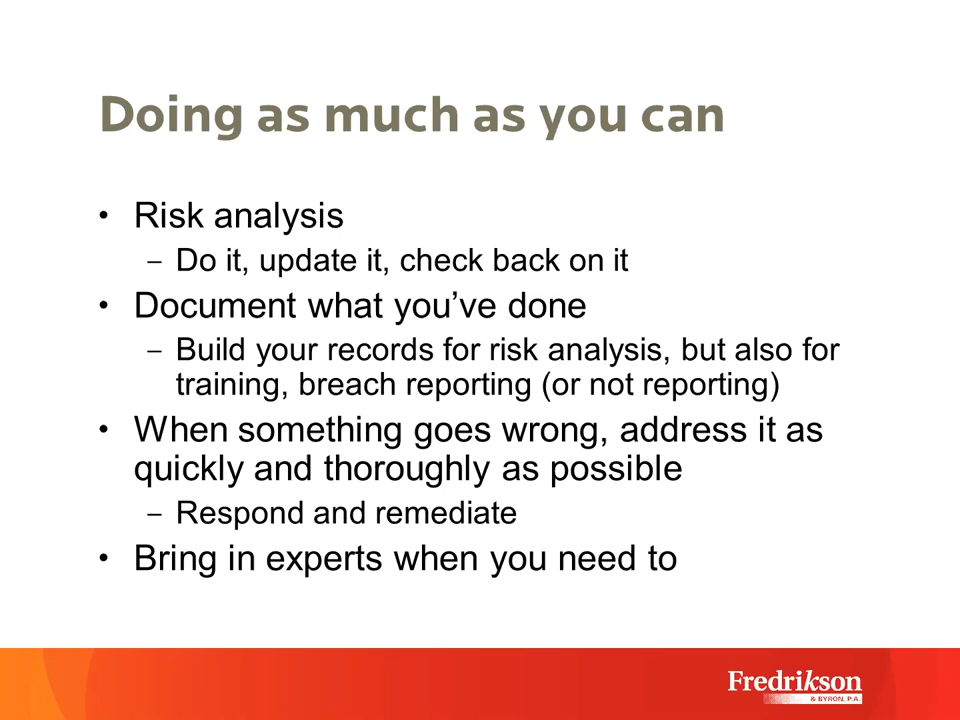 Doing as much as you can
• Risk analysis
– Do it, update it, check back on it
• Document what you’ve done
– Build your records for risk analysis, but also for
training, breach reporting (or not reporting)
• When something goes wrong, address it as
quickly and thoroughly as possible
– Respond and remediate
• Bring in experts when you need to
Fredrikson
& BYRON, P.A.